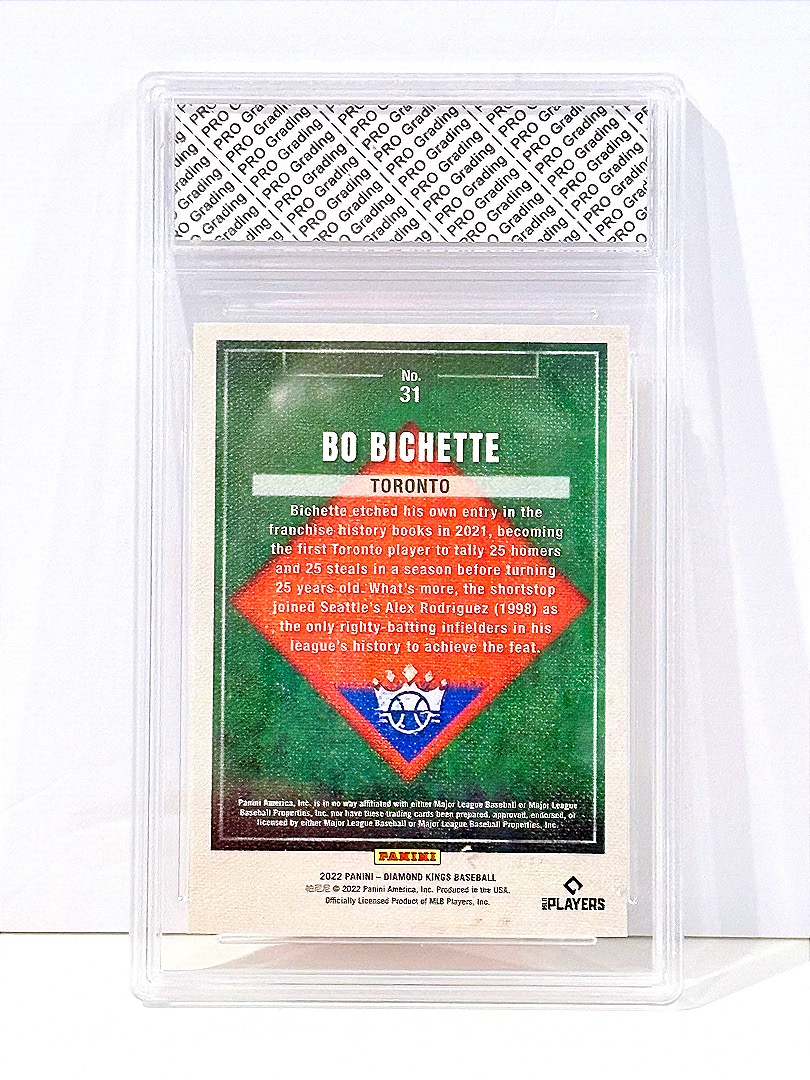 PRO Grading | PRO Grading | PRO Grading | PRO Grading
No.
31
BO BICHETTE
TORONTO
Bichette etched his own entry in the
franchise history books in 2021, becoming
the first Toronto player to tally 25 homers
and 25 steals in a season before turning
25 years old. What's more, the shortstop
joined Seattle's Alex Rodriguez (1998) as
the only righty-batting infielders in his
league's history to achieve the feat.
Panini America, Inc. is in no way affiliated with either Major League Baseball or Major League
Baseball Properties, Inc. nor have these trading cards been prepared, approved, endorsed, or
licensed by either Major League Baseball or Major League Baseball Properties, Inc.
PANINI
2022 PANINI – DIAMOND KINGS BASEBALL
帕尼尼 © 2022 Panini America, Inc. Produced in the USA.
Officially Licensed Product of MLB Players, Inc.
MLB PLAYERS